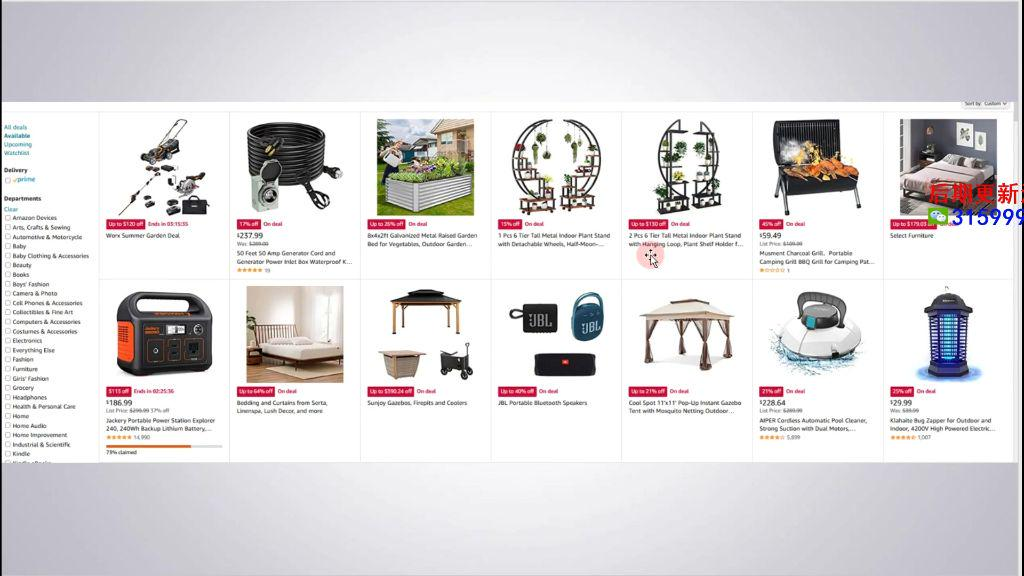 Sort by: Custom
All deals
Available
Upcoming
Watchlist
Delivery
prime
Departments
Clear
Amazon Devices
Arts, Crafts & Sewing
Automotive & Motorcycle
Baby
Baby Clothing & Accessories
Beauty
Books
Boys' Fashion
Camera & Photo
Cell Phones & Accessories
Collectibles & Fine Art
Computers & Accessories
Costumes & Accessories
Electronics
Everything Else
Fashion
Furniture
Girls' Fashion
Grocery
Headphones
Health & Personal Care
Home
Home Audio
Home Improvement
Industrial & Scientific
Kindle
Up to $120 off Ends in 03:15:35
Worx Summer Garden Deal
17% off On deal
$237.99
Was: $289.00
50 Feet 50 Amp Generator Cord and
Generator Power Inlet Box Waterproof K...
19
Up to 26% off On deal
8x4x2ft Galvanized Metal Raised Garden
Bed for Vegetables, Outdoor Garden...
15% off On deal
1 Pcs 6 Tier Tall Metal Indoor Plant Stand
with Detachable Wheels, Half-Moon-...
Up to $130 off On deal
2 Pcs 6 Tier Tall Metal Indoor Plant Stand
with Hanging Loop, Plant Shelf Holder f...
45% off On deal
$59.49
List Price: $109.99
Musment Charcoal Grill, Portable
Camping Grill BBQ Grill for Camping Pat...
1
Up to $179.03
Select Furniture
后期更新
315999
$113 off Ends in 02:25:36
$186.99
List Price: $299.99 37% off
Jackery Portable Power Station Explorer
240, 240Wh Backup Lithium Battery,...
14,990
73% claimed
Up to 64% off On deal
Bedding and Curtains from Serta,
Linenspa, Lush Decor, and more
Up to $390.24 off On deal
Sunjoy Gazebos, Firepits and Coolers
JBL
JBL
Up to 40% off On deal
JBL Portable Bluetooth Speakers
Up to 21% off On deal
Cool Spot 11'x11' Pop-Up Instant Gazebo
Tent with Mosquito Netting Outdoor...
21% off On deal
$228.64
List Price: $289.99
AIPER Cordless Automatic Pool Cleaner,
Strong Suction with Dual Motors,...
5,899
25% off On deal
$29.99
Was: $39.99
Klahaite Bug Zapper for Outdoor and
Indoor, 4200V High Powered Electric...
1,007